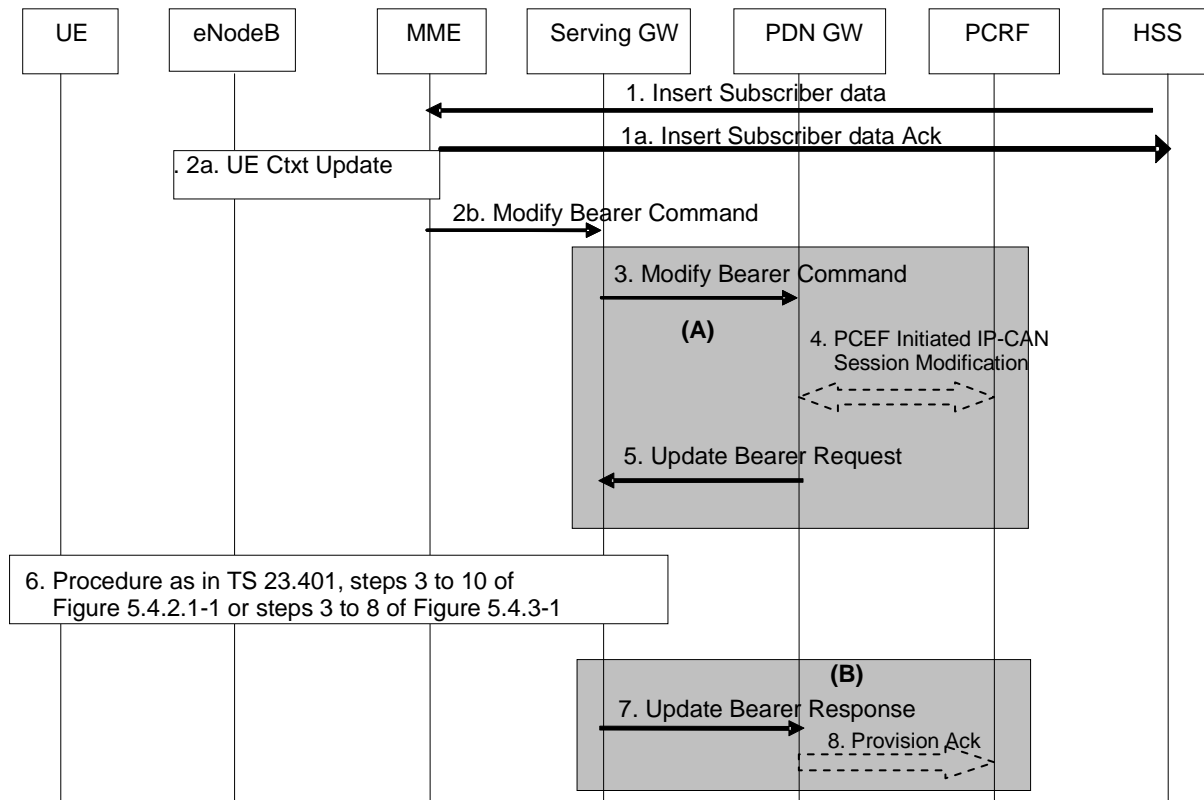 UE eNodeB MME Serving GW PDN GW PCRF HSS
1. Insert Subscriber data
1a. Insert Subscriber data Ack
. 2a. UE Ctxt Update
2b. Modify Bearer Command
3. Modify Bearer Command
(A)
4. PCEF Initiated IP-CAN
Session Modification
5. Update Bearer Request
6. Procedure as in TS 23.401, steps 3 to 10 of
Figure 5.4.2.1-1 or steps 3 to 8 of Figure 5.4.3-1
(B)
7. Update Bearer Response
8. Provision Ack